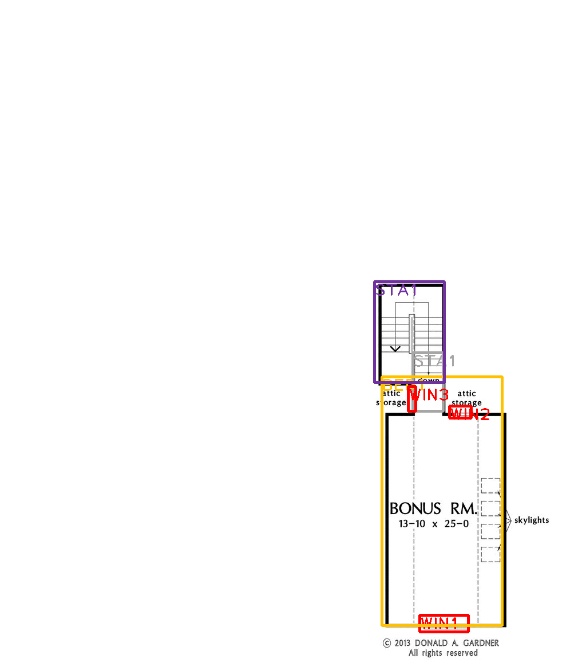 STA1
STA1
down
attic
storage
WIN3
attic
storage
WIN2
BONUS RM.
13-10 x 25-0
skylights
WIN1
© 2013 DONALD A. GARDNER
All rights reserved